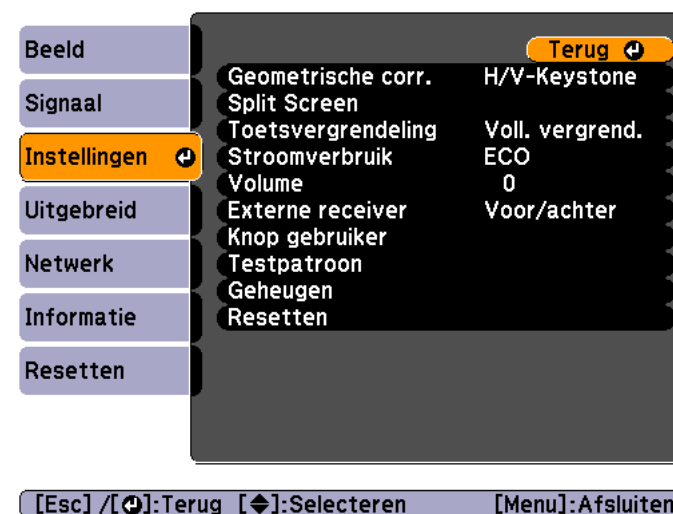 Beeld
Signaal
Instellingen
Uitgebreid
Netwerk
Informatie
Resetten
Terug
Geometrische corr. H/V-Keystone
Split Screen
Toetsvergrendeling Voll. vergrend.
Stroomverbruik ECO
Volume 0
Externe receiver Voor/achter
Knop gebruiker
Testpatroon
Geheugen
Resetten
[Esc] /[⏎]:Terug [◆]:Selecteren [Menu]:Afsluiten